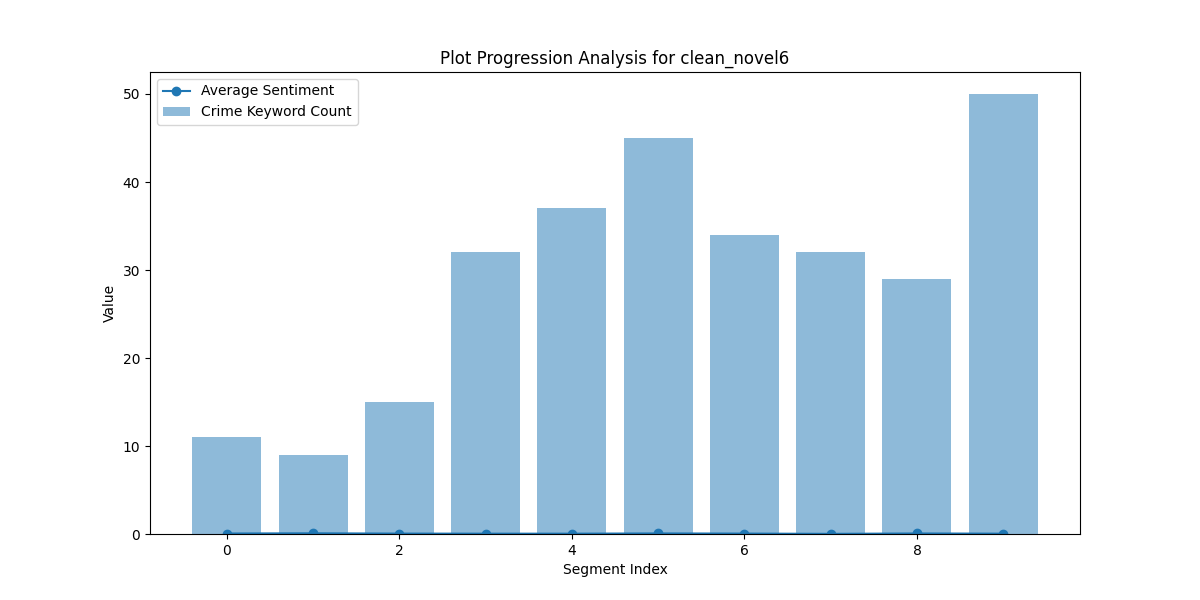 Plot Progression Analysis for clean_novel6
Average Sentiment
Crime Keyword Count
50
40
30
20
10
0
Value
0 2 4 6 8
Segment Index